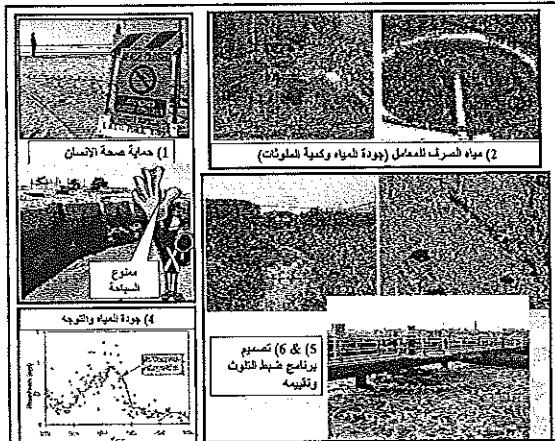 1) حماية صحة الإنسان
2) مياه الصرف للمعامل (جودة المياه وكمية الملوثات)
ممنوع
السباحة
4) جودة المياه والتوجه
5) & 6) تصميم
برنامج ضبط التلوث
وتقييمه